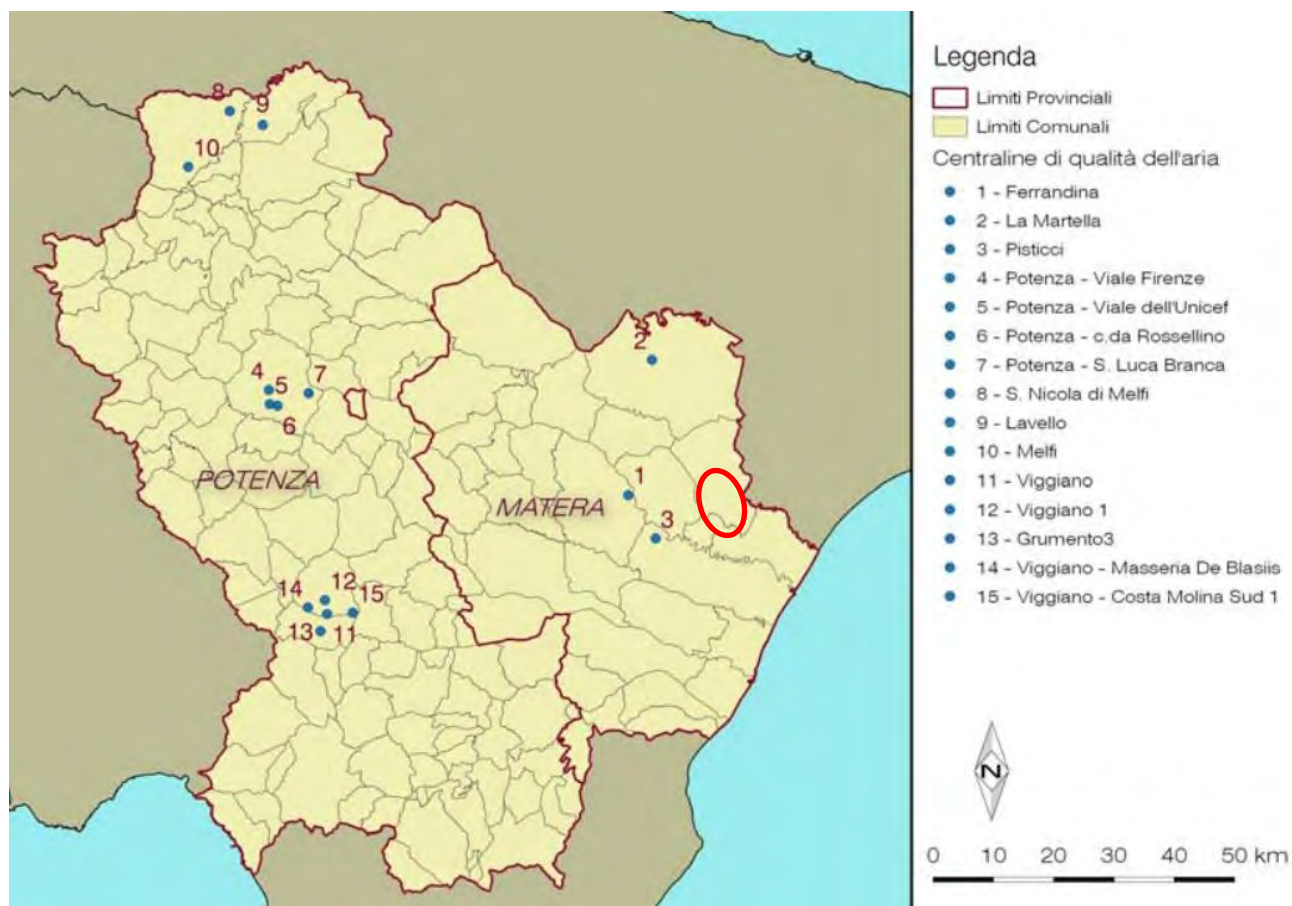 8
9
10
2
4
5
7
6
POTENZA
1
MATERA
3
14
12
15
13
11
Legenda
Limiti Provinciali
Limiti Comunali
Centraline di qualità dell'aria
1 - Ferrandina
2 - La Martella
3 - Pisticci
4 - Potenza - Viale Firenze
5 - Potenza - Viale dell'Unicef
6 - Potenza - c.da Rossellino
7 - Potenza - S. Luca Branca
8 - S. Nicola di Melfi
9 - Lavello
10 - Melfi
11 - Viggiano
12 - Viggiano 1
13 - Grumento3
14 - Viggiano - Masseria De Blasiis
15 - Viggiano - Costa Molina Sud 1
N
0 10 20 30 40 50 km